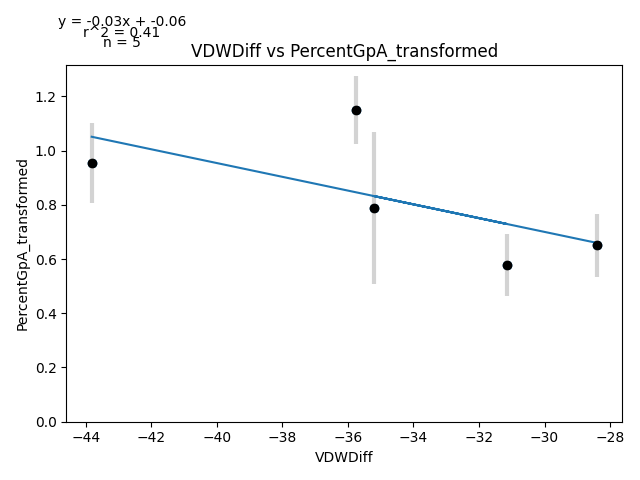 y = -0.03x + -0.06
r^2 = 0.41
n = 5
VDWDiff vs PercentGpA_transformed
1.2
1.0
0.8
0.6
0.4
0.2
0.0
PercentGpA_transformed
−44 −42 −40 −38 −36 −34 −32 −30 −28
VDWDiff